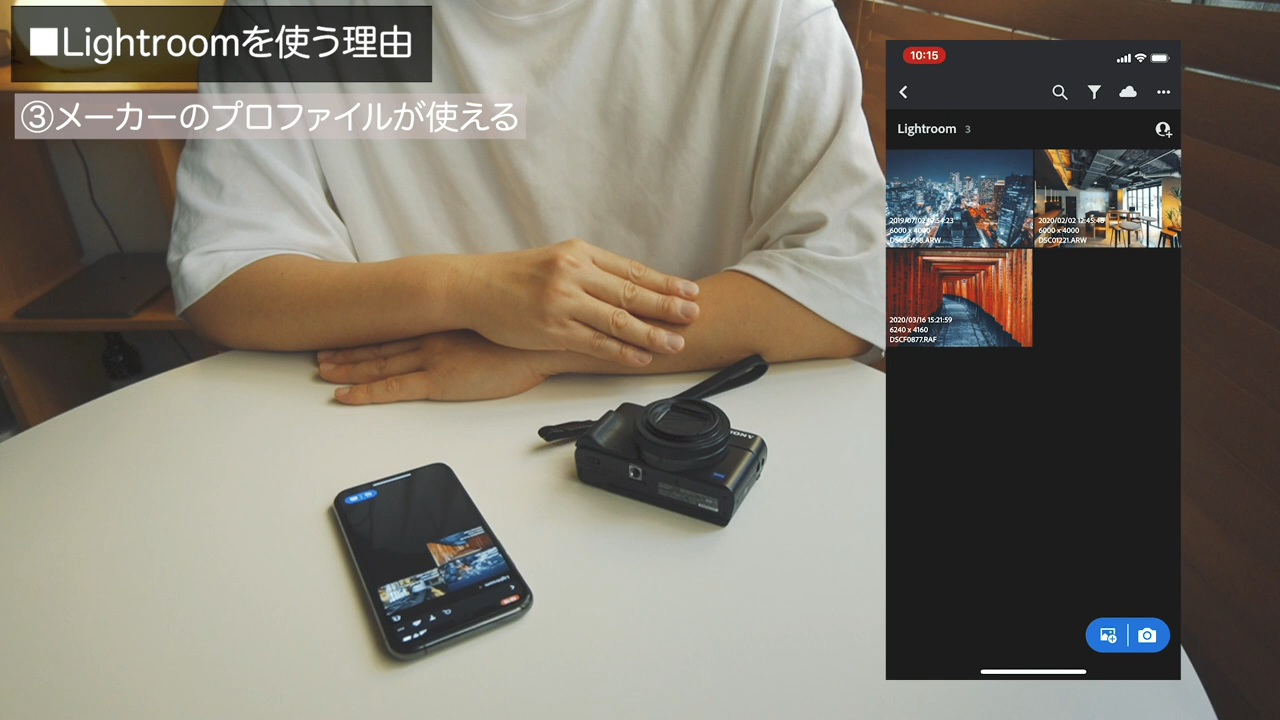 ■Lightroomを使う理由
③メーカーのプロファイルが使える
10:15
Lightroom 3
2020/02/02 12:45:48
6000 x 4000
6000 x 4000
DSC01221.ARW
2020/03/16 15:21:59
6240 x 4160
DSCF0877.RAF
SONY